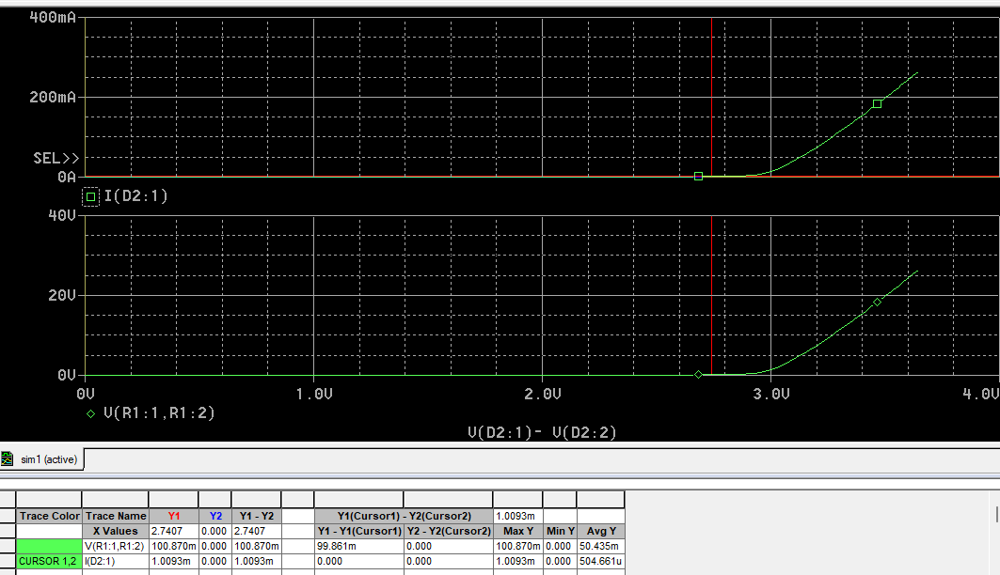 400mA
200mA
SEL>>
0A
I(D2:1)
40V
20V
0V
0V 1.0V 2.0V 3.0V 4.0V
V(R1:1,R1:2)
V(D2:1)- V(D2:2)
sim1 (active)
Trace Color Trace Name Y1 Y2 Y1 - Y2 Y1(Cursor1) - Y2(Cursor2) 1.0093m
X Values 2.7407 0.000 2.7407 Y1 - Y1(Cursor1) Y2 - Y2(Cursor2) Max Y Min Y Avg Y
V(R1:1,R1:2) 100.870m 0.000 100.870m 99.861m 0.000 100.870m 0.000 50.435m
CURSOR 1,2 I(D2:1) 1.0093m 0.000 1.0093m 0.000 0.000 1.0093m 0.000 504.661u